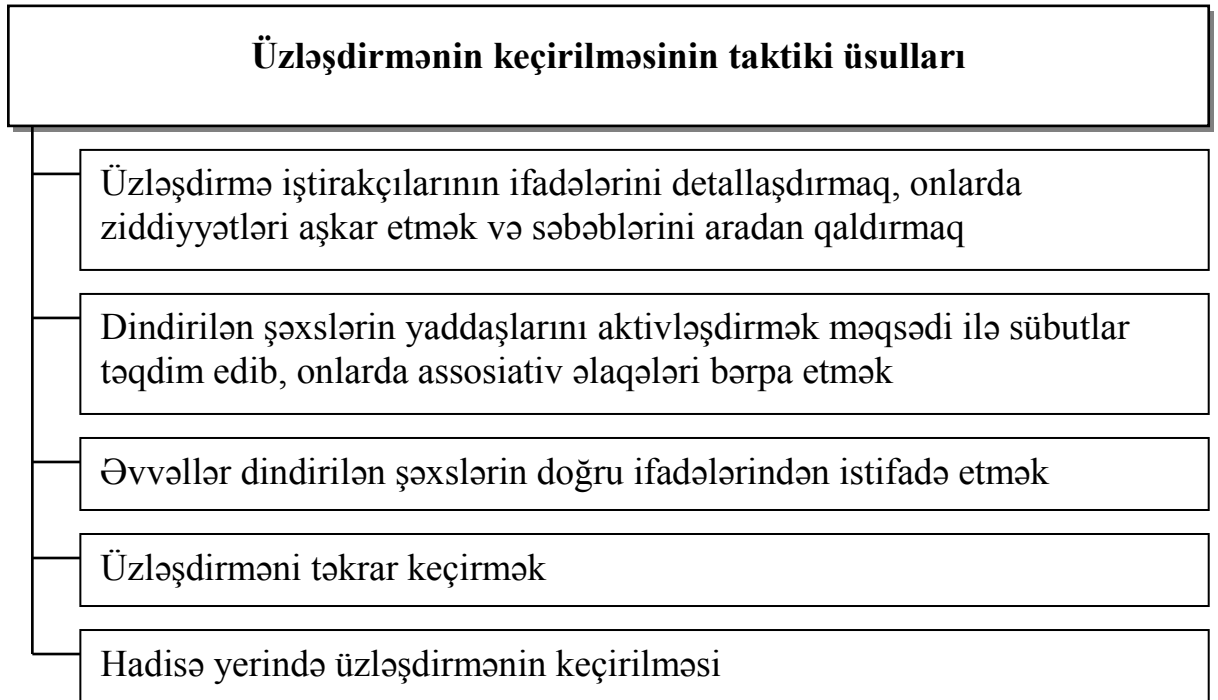 Üzləşdirmənin keçirilməsinin taktiki üsulları
Üzləşdirmə iştirakçılarının ifadələrini detallaşdırmaq, onlarda
ziddiyyətləri aşkar etmək və səbəblərini aradan qaldırmaq
Dindirilən şəxslərin yaddaşlarını aktivləşdirmək məqsədi ilə sübutlar
təqdim edib, onlarda assosiativ əlaqələri bərpa etmək
Əvvəllər dindirilən şəxslərin doğru ifadələrindən istifadə etmək
Üzləşdirməni təkrar keçirmək
Hadisə yerində üzləşdirmənin keçirilməsi